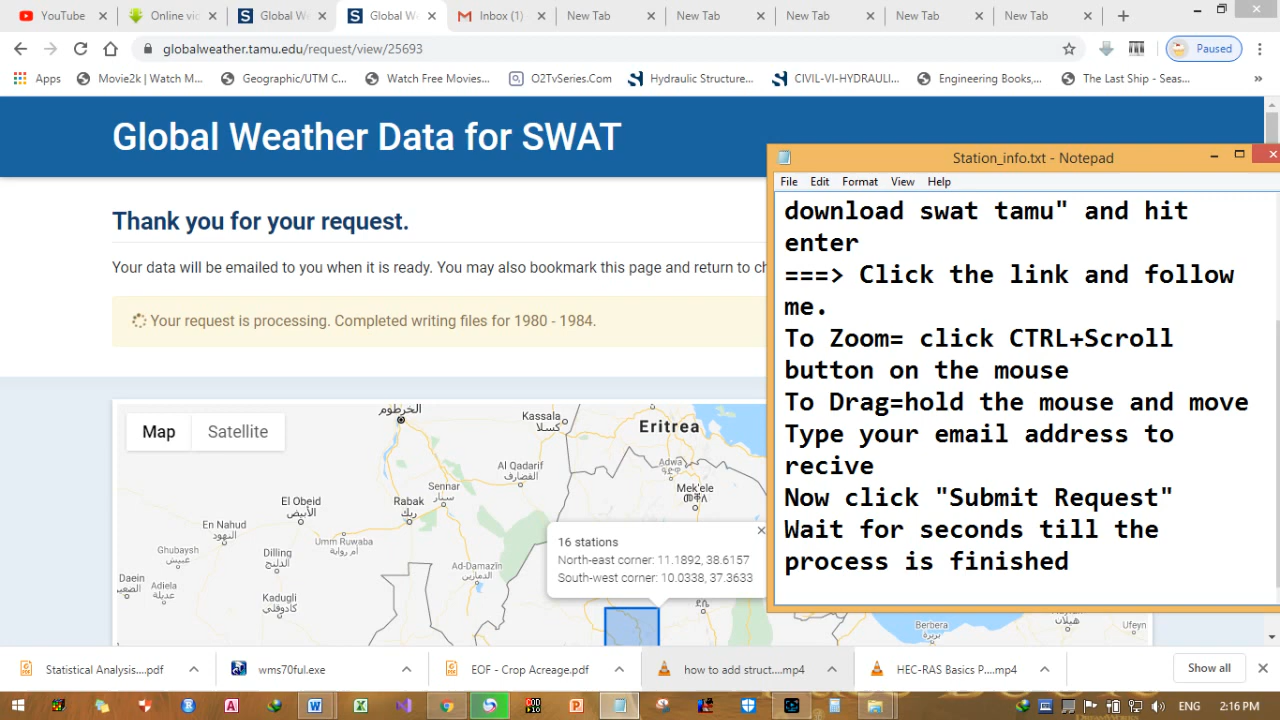 YouTube
Online vi
Global W
Global W
Inbox (1)
New Tab
New Tab
New Tab
New Tab
New Tab
globalweather.tamu.edu/request/view/25693
Paused
Apps
Movie2k | Watch M...
Geographic/UTM C...
Watch Free Movies...
O2TvSeries.Com
Hydraulic Structure...
CIVIL-VI-HYDRAULI...
Engineering Books,...
The Last Ship - Seas...
Global Weather Data for SWAT
Thank you for your request.
Your data will be emailed to you when it is ready. You may also bookmark this page and return to ch
Your request is processing. Completed writing files for 1980 - 1984.
Station_info.txt - Notepad
File Edit Format View Help
download swat tamu" and hit
enter
===> Click the link and follow
me.
To Zoom= click CTRL+Scroll
button on the mouse
To Drag=hold the mouse and move
Type your email address to
recive
Now click "Submit Request"
Wait for seconds till the
process is finished
Map
Satellite
الخرطوم
Kassala
كسلا
Eritrea
Adwa
ዓድዋ
Al Qadarif
القضارف
Mek'ele
መቐለ
Sennar
سنار
El Obeid
الأبيض
Rabak
ربك
En Nahud
النهود
Umm Ruwaba
أم روابة
Ghubaysh
غبيش
Dilling
الدلنج
Ad-Damazin
الدمازين
Daein
الضعين
Adiela
عديلة
Kadugli
كادوقلي
16 stations
North-east corner: 11.1892, 38.6157
South-west corner: 10.0338, 37.3633
Berbera
بربرة
هيلان
Ufeyn
Statistical Analysis....pdf
wms70ful.exe
EOF - Crop Acreage.pdf
how to add struct....mp4
HEC-RAS Basics P....mp4
Show all
ENG
2:16 PM